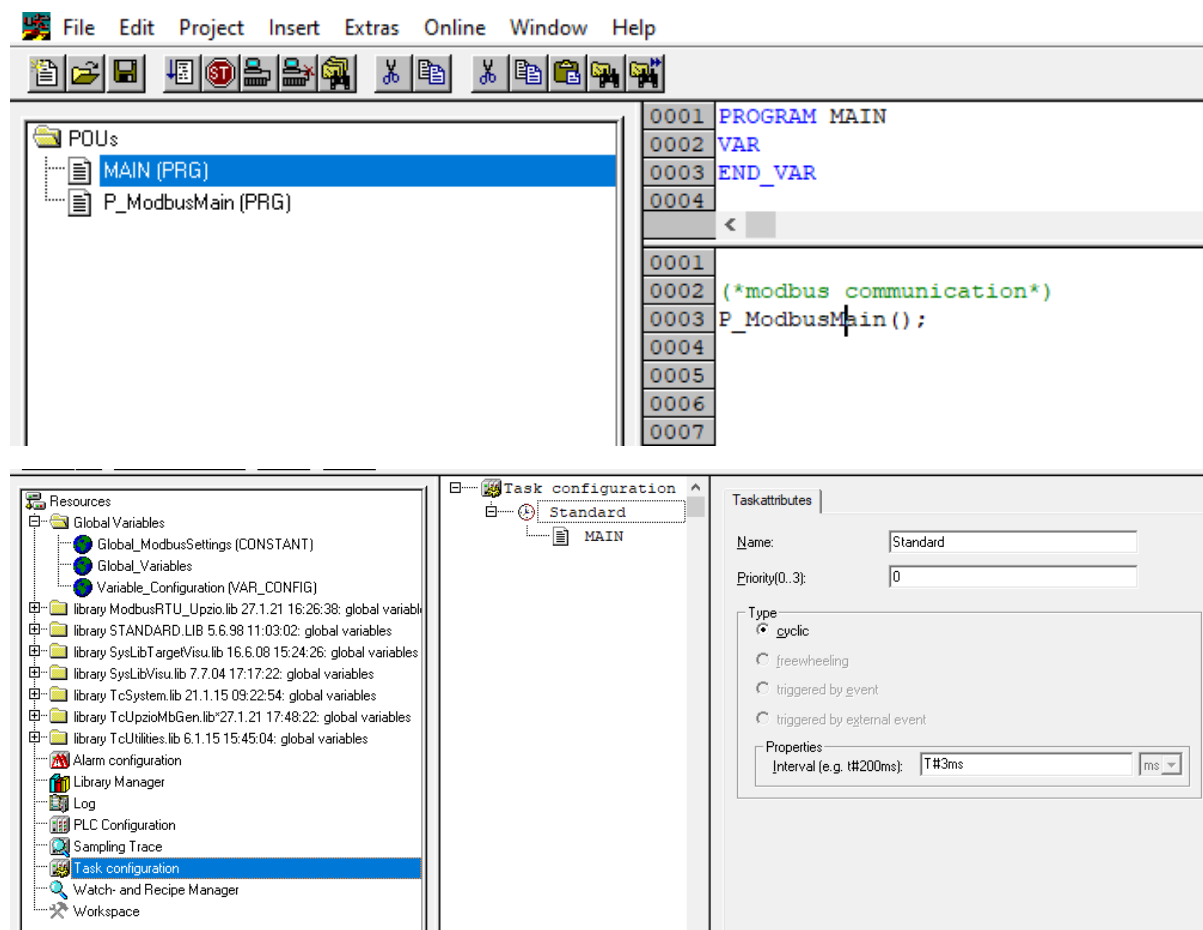 File Edit Project Insert Extras Online Window Help
POUs
MAIN (PRG)
P_ModbusMain (PRG)
0001 PROGRAM MAIN
0002 VAR
0003 END_VAR
0004
0001
0002 (*modbus communication*)
0003 P_ModbusMain();
0004
0005
0006
0007
Resources
Global Variables
Global_ModbusSettings (CONSTANT)
Global_Variables
Variable_Configuration (VAR_CONFIG)
library ModbusRTU_Upzio.lib 27.1.21 16:26:38: global variabl
library STANDARD.LIB 5.6.98 11:03:02: global variables
library SysLibTargetVisu.lib 16.6.08 15:24:26: global variables
library SysLibVisu.lib 7.7.04 17:17:22: global variables
library TcSystem.lib 21.1.15 09:22:54: global variables
library TcUpzioMbGen.lib*27.1.21 17:48:22: global variables
library TcUtilities.lib 6.1.15 15:45:04: global variables
Alarm configuration
Library Manager
Log
PLC Configuration
Sampling Trace
Task configuration
Watch- and Recipe Manager
Workspace
Task configuration
Standard
MAIN
Taskattributes
Name: Standard
Priority(0..3): 0
Type
cyclic
freewheeling
triggered by event
triggered by external event
Properties
Interval (e.g. t#200ms): T#3ms ms